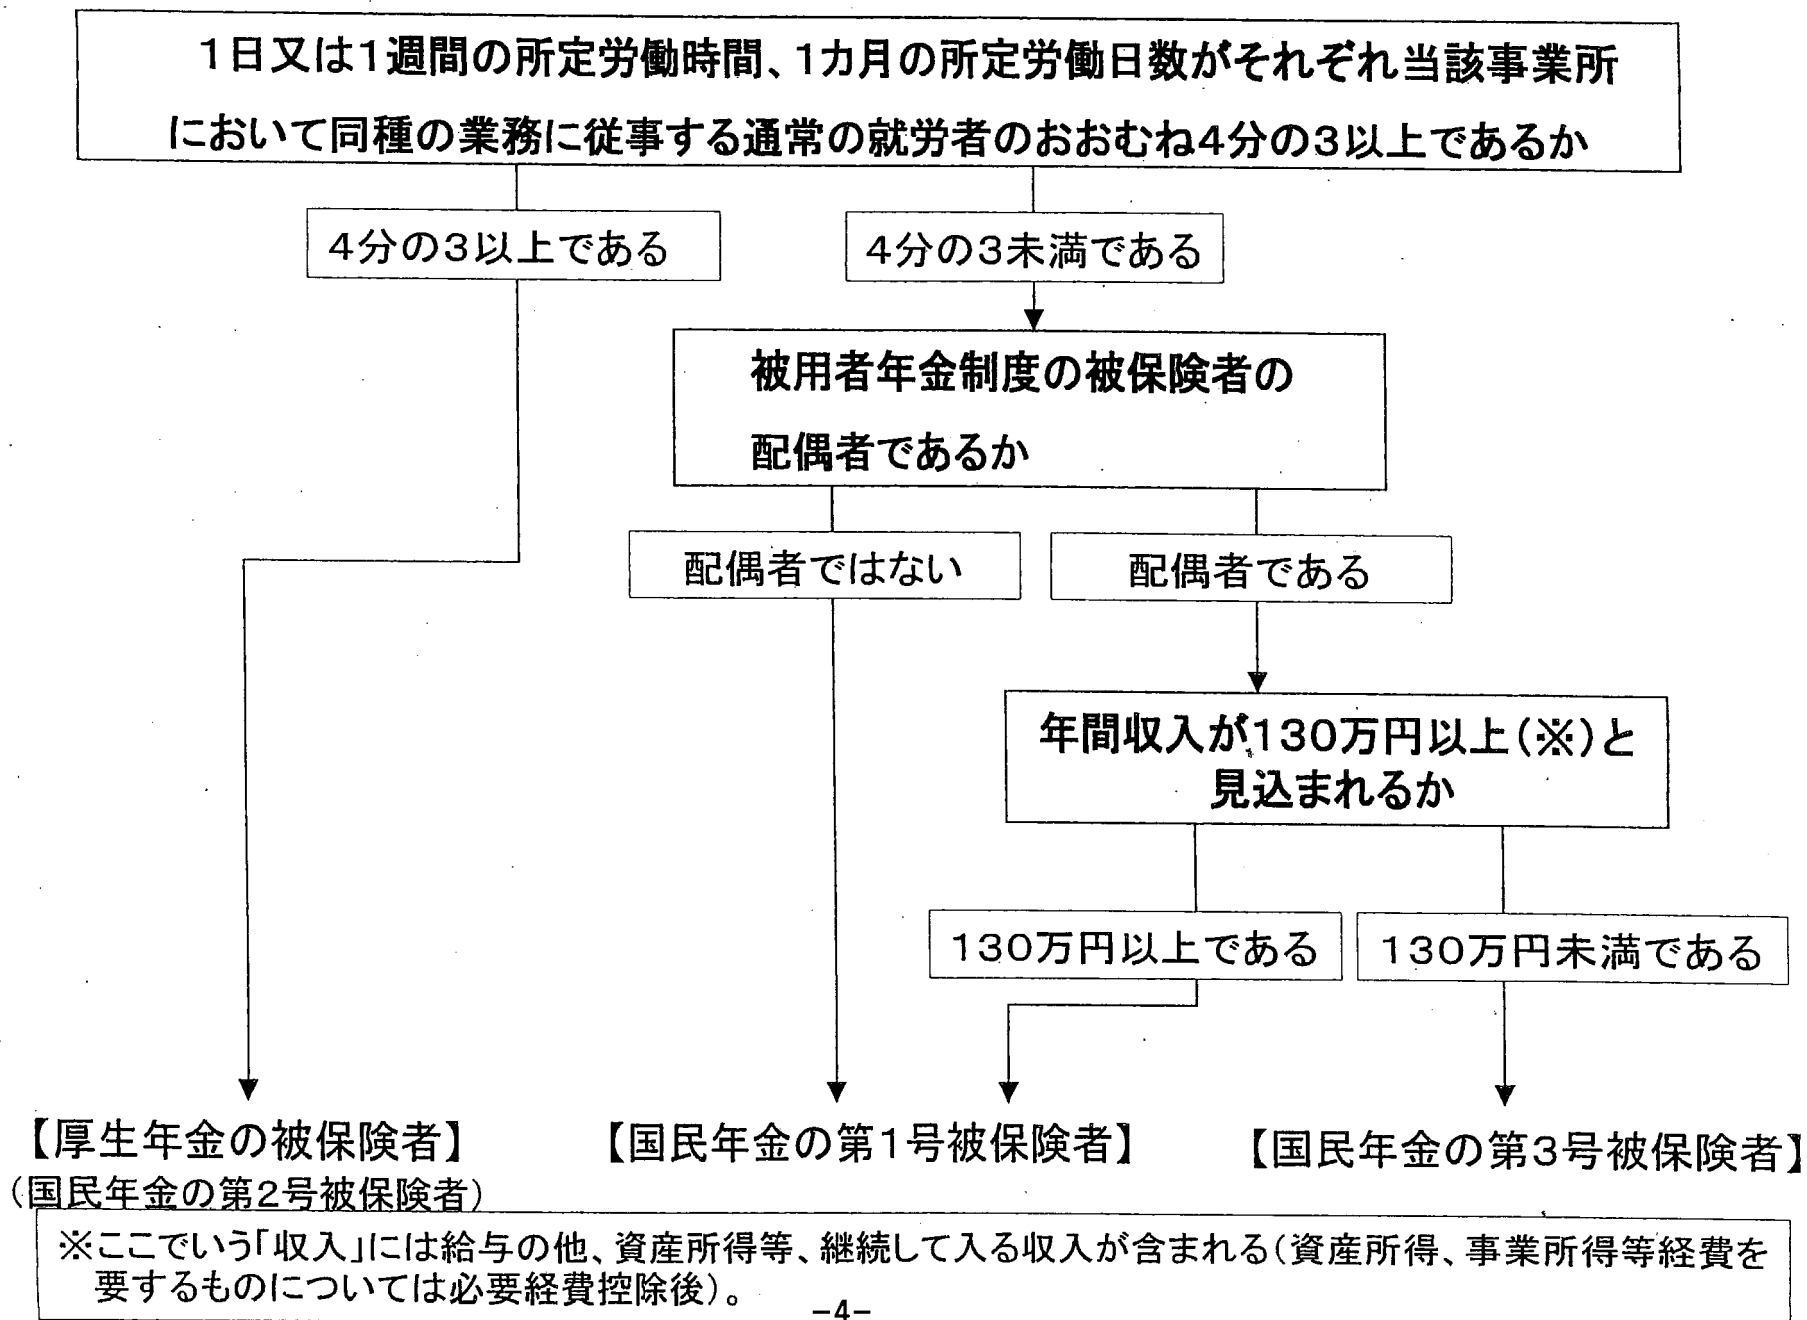 １日又は１週間の所定労働時間、１カ月の所定労働日数がそれぞれ当該事業所
において同種の業務に従事する通常の就労者のおおむね４分の３以上であるか
４分の３以上である
４分の３未満である
被用者年金制度の被保険者の
配偶者であるか
配偶者ではない
配偶者である
年間収入が１３０万円以上（※）と
見込まれるか
１３０万円以上である
１３０万円未満である
【厚生年金の被保険者】
（国民年金の第２号被保険者）
【国民年金の第１号被保険者】
【国民年金の第３号被保険者】
※ここでいう「収入」には給与の他、資産所得等、継続して入る収入が含まれる（資産所得、事業所得等経費を
要するものについては必要経費控除後）。
-4-